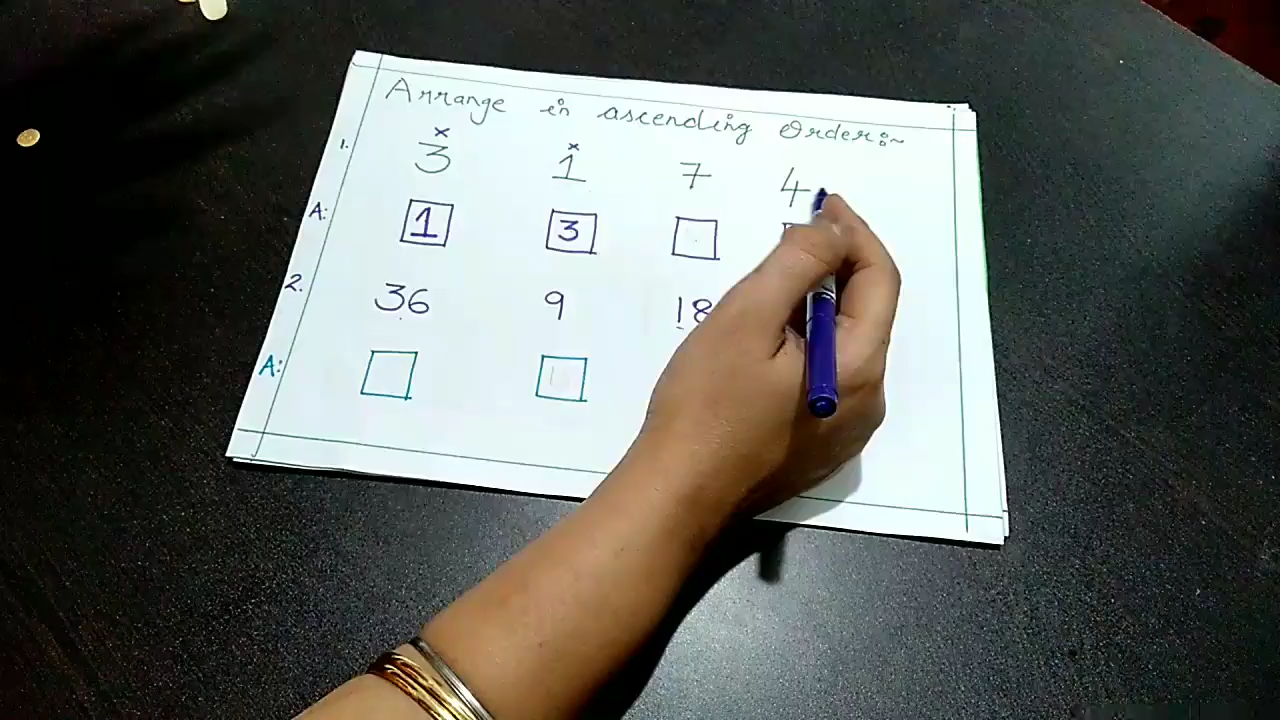 Arrange in ascending order:~
1. 3 1 7 4
A: 1 3
2. 36 9 18
A: